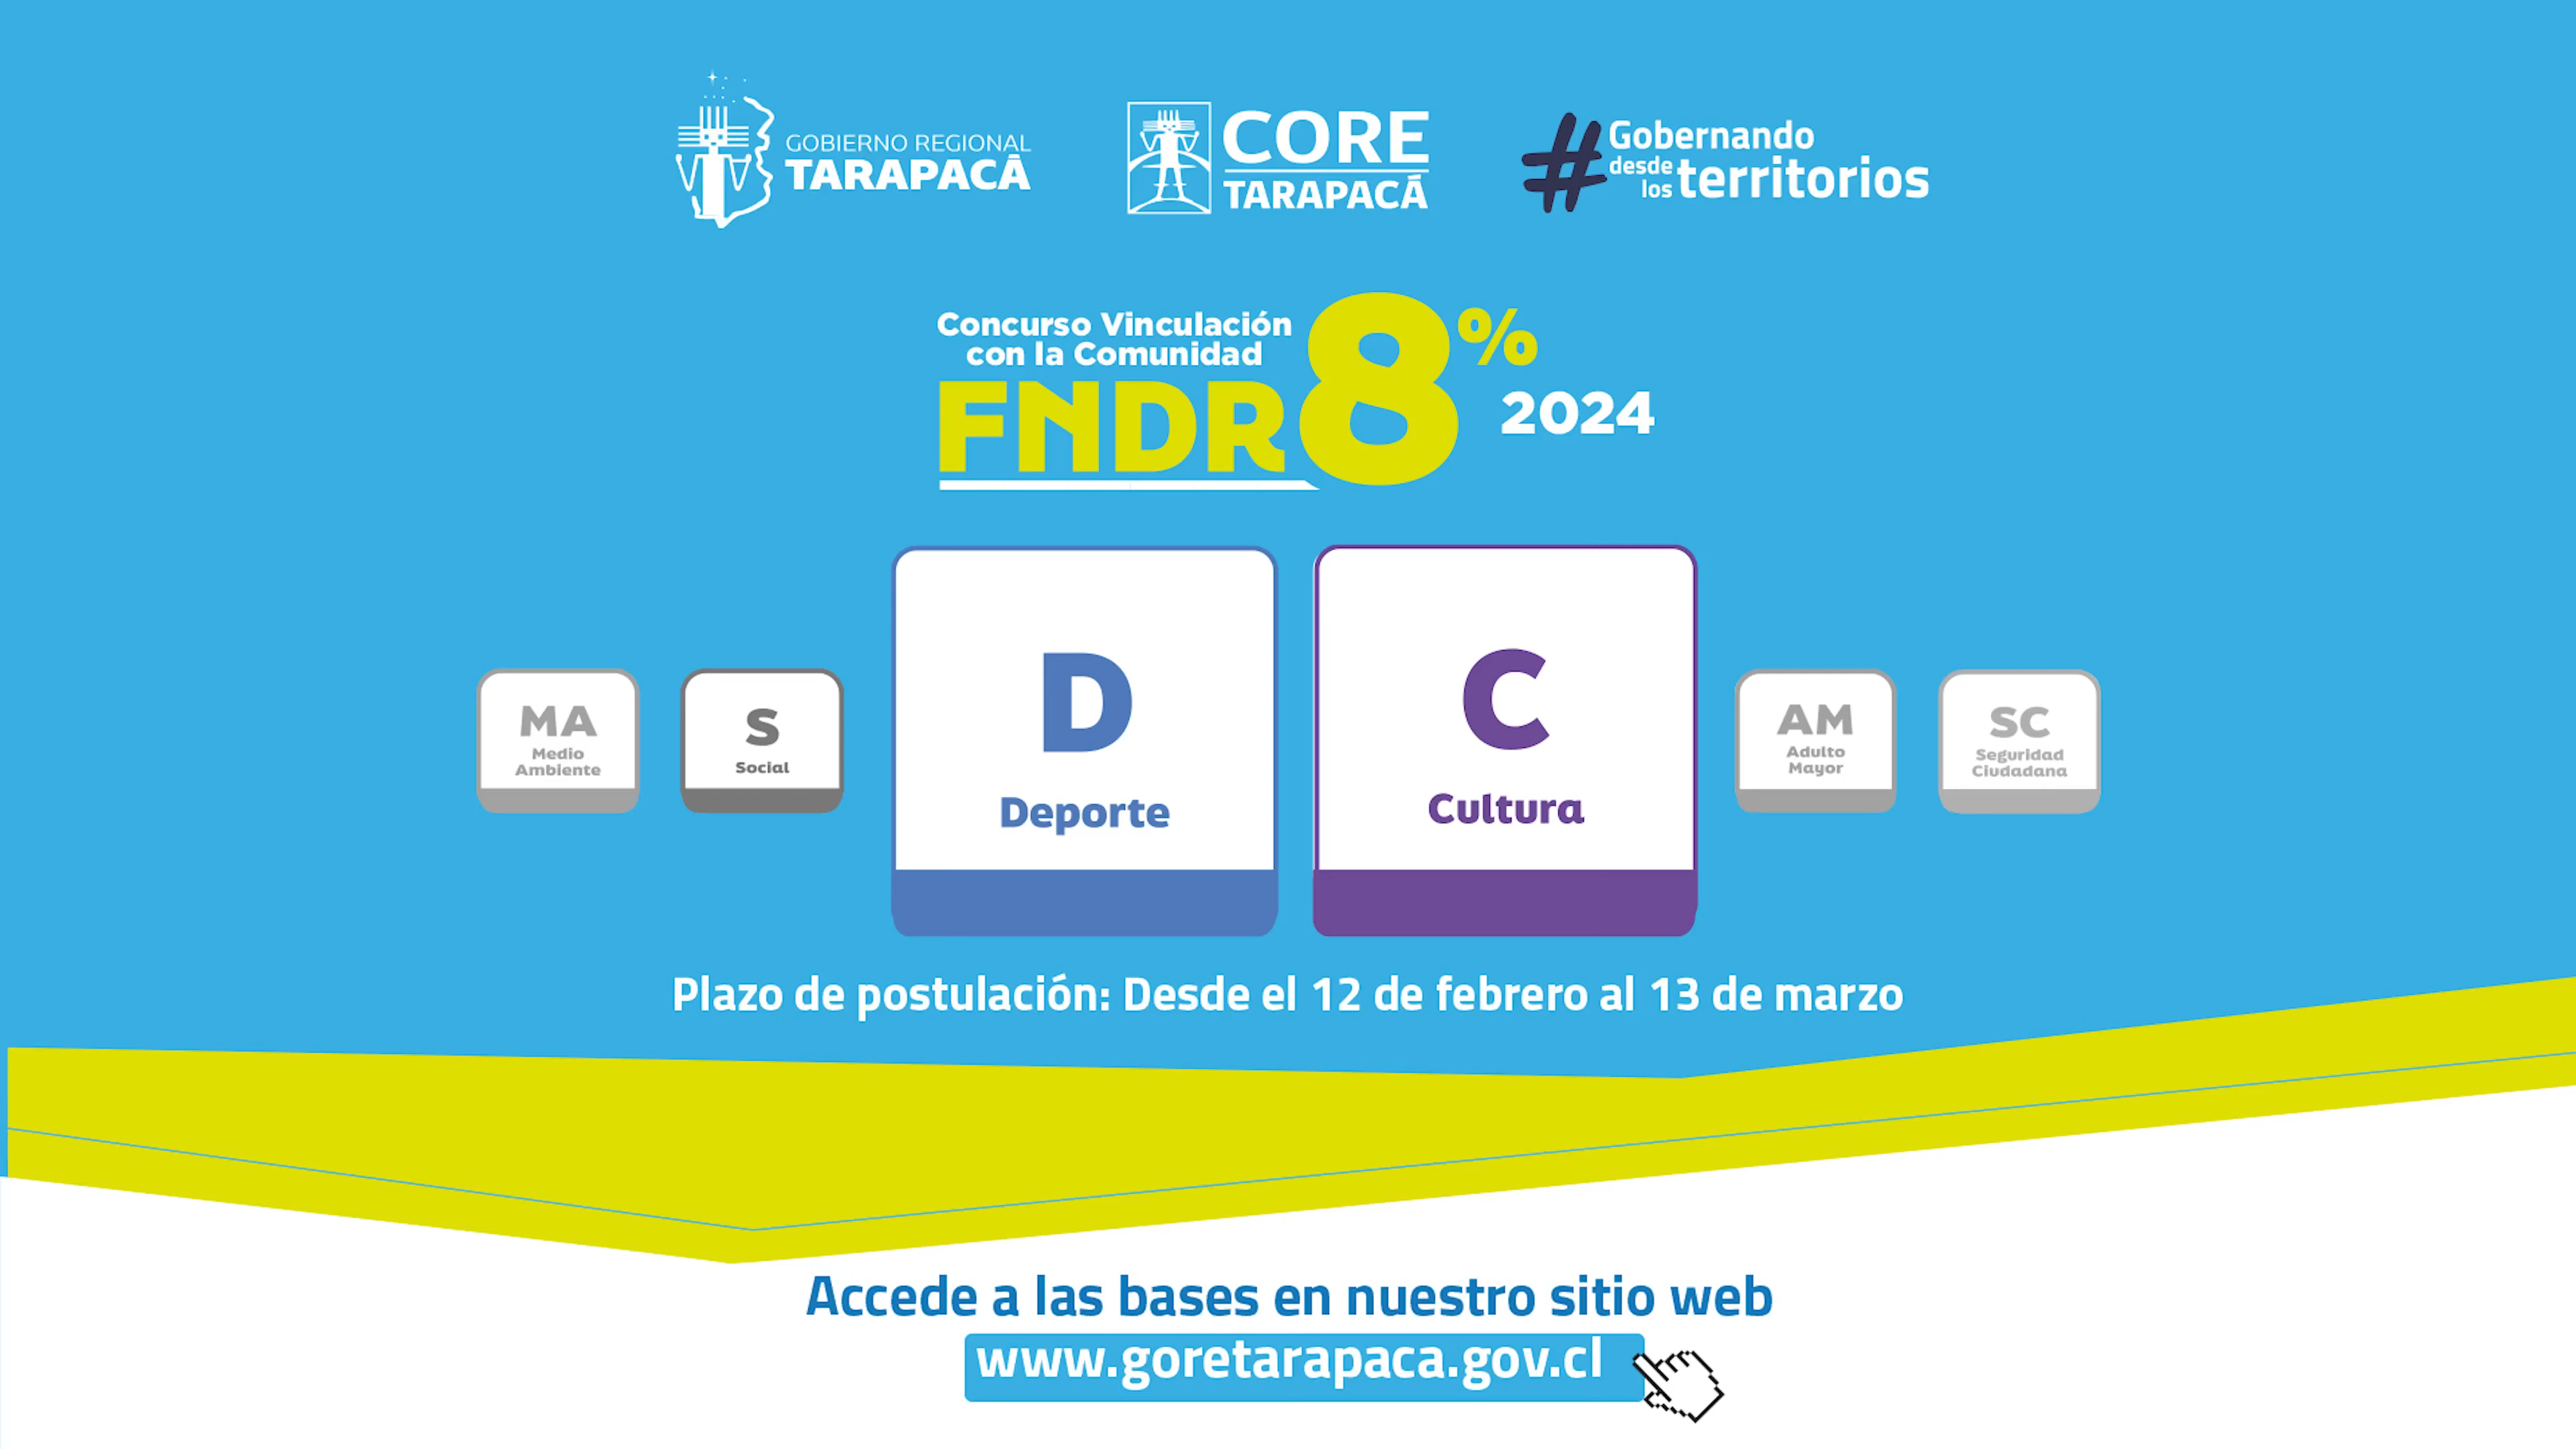 GOBIERNO REGIONAL
TARAPACÁ
CORE
TARAPACÁ
#Gobernando
desde
los territorios
Concurso Vinculación
con la Comunidad
FNDR 8%
2024
MA
Medio
Ambiente
S
Social
D
Deporte
C
Cultura
AM
Adulto
Mayor
SC
Seguridad
Ciudadana
Plazo de postulación: Desde el 12 de febrero al 13 de marzo
Accede a las bases en nuestro sitio web
www.goretarapaca.gov.cl